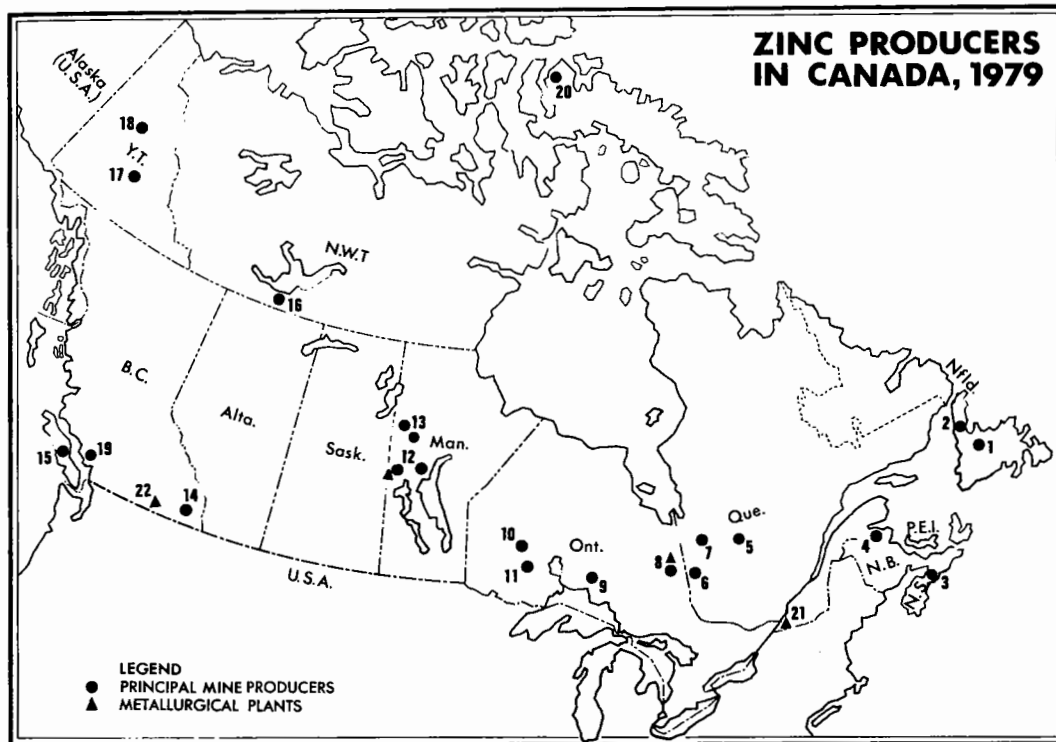 ZINC PRODUCERS
IN CANADA, 1979
Alaska
(U.S.A.)
20
18
Y.T.
17
N.W.T
16
B.C.
Alta.
Sask.
Man.
13
12
15
19
22
14
U.S.A.
10
11
Ont.
9
8
7
6
5
Que.
Nfld.
2
1
4
P.E.I.
N.B.
N.S.
3
21
LEGEND
PRINCIPAL MINE PRODUCERS
METALLURGICAL PLANTS